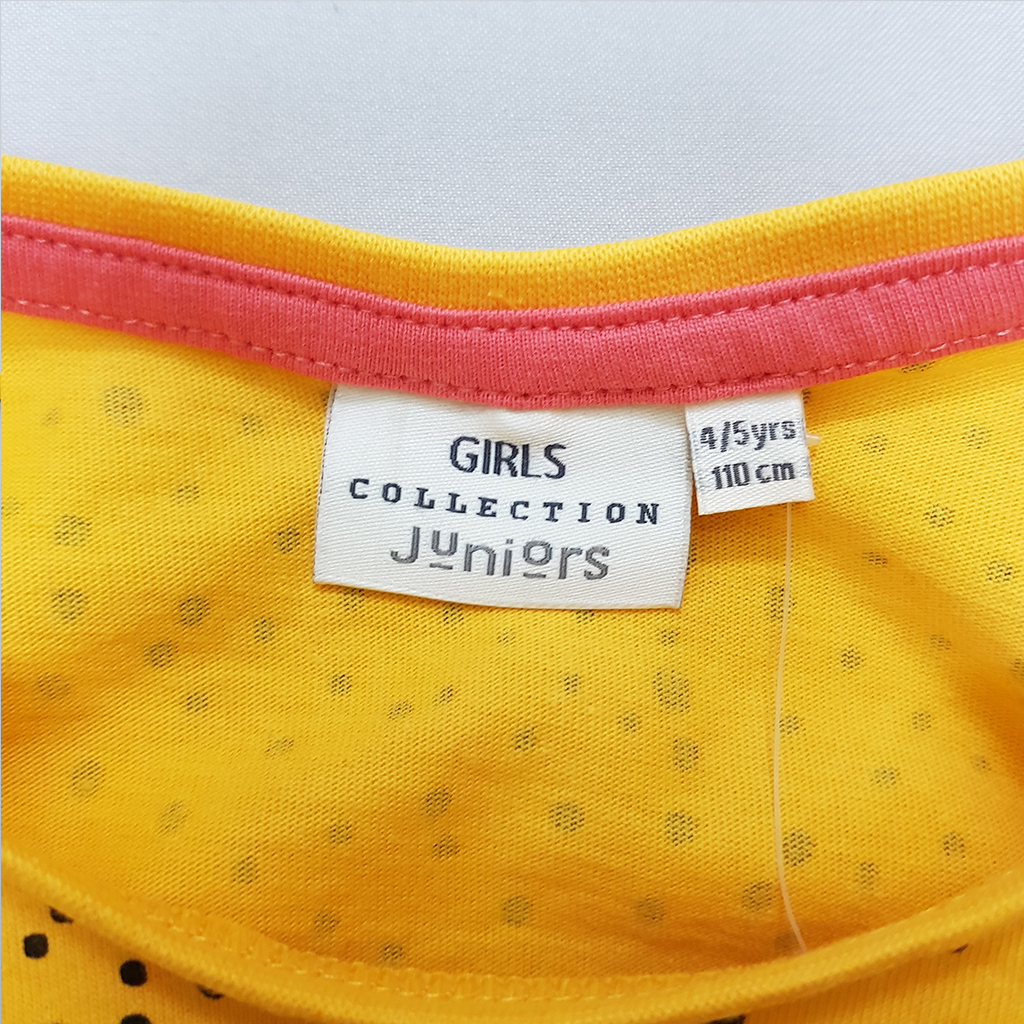 GIRLS
COLLECTION
Juniors
4/5yrs
110 cm